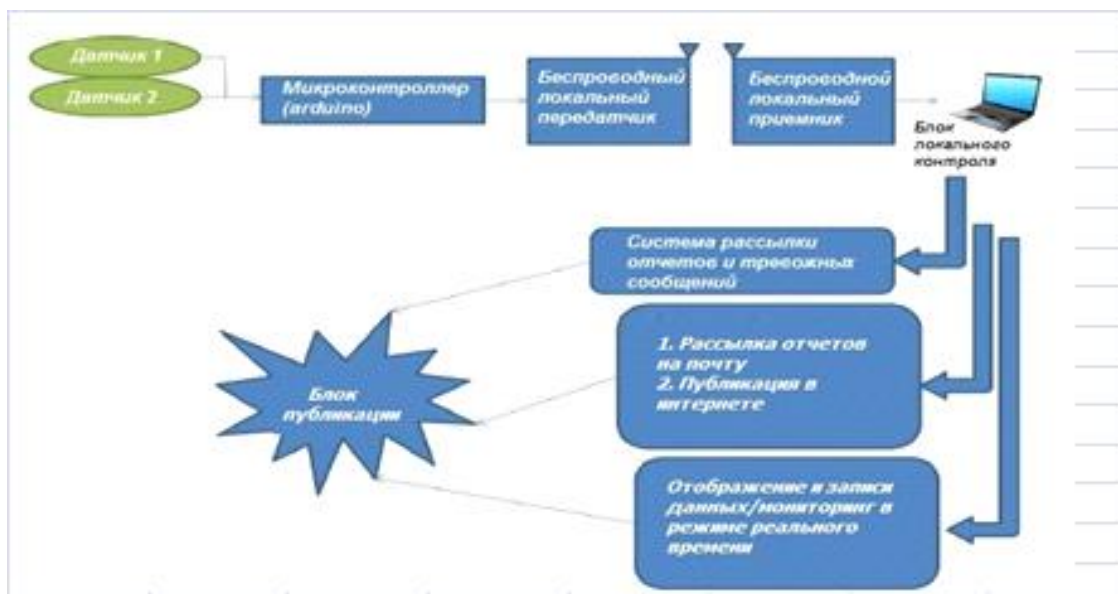 Датчик 1
Датчик 2
Микроконтроллер
(arduino)
Беспроводный
локальный
передатчик
Беспроводной
локальный
приемник
Блок
локального
контроля
Система рассылки
отчетов и тревожных
сообщений
1. Рассылка отчетов
на почту
2. Публикация в
интернете
Блок
публикации
Отображение и записи
данных/мониторинг в
режиме реального
времени